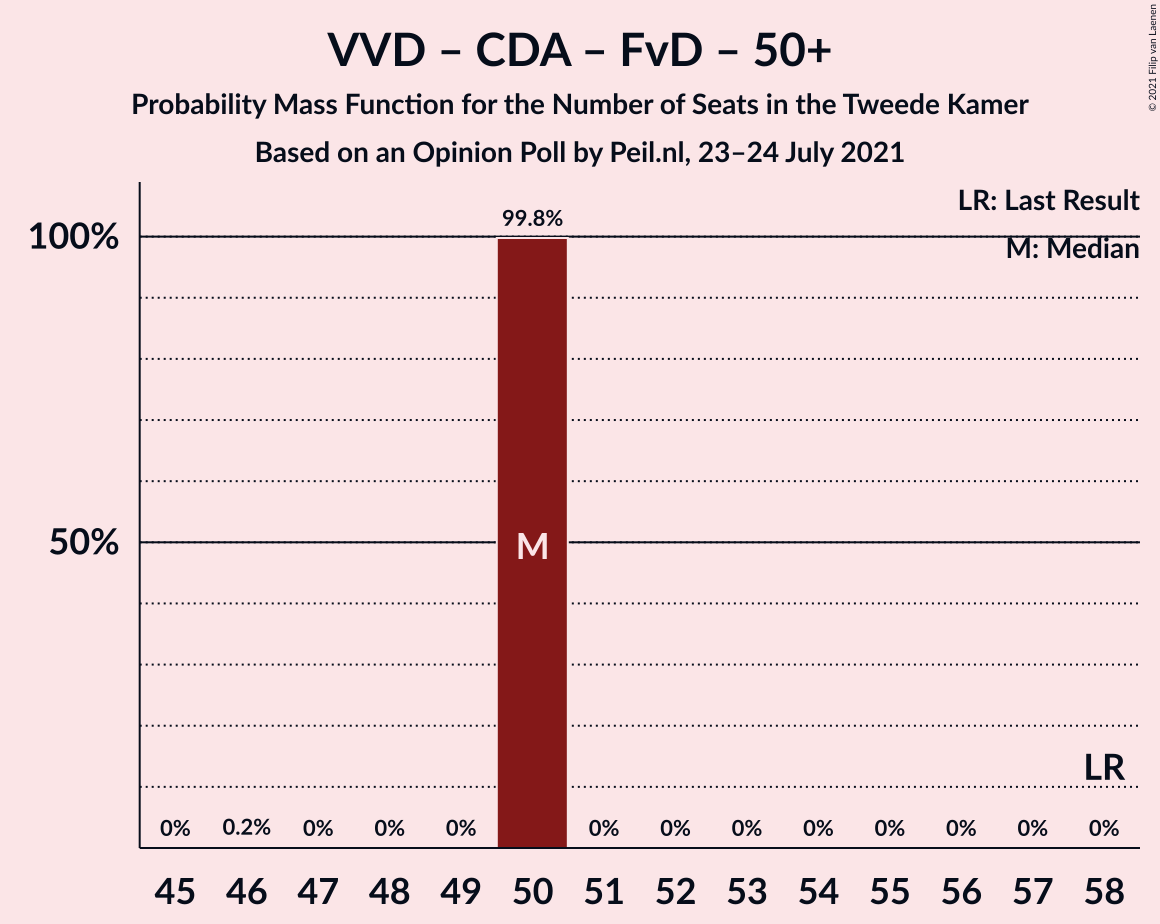 VVD – CDA – FvD – 50+
Probability Mass Function for the Number of Seats in the Tweede Kamer
Based on an Opinion Poll by Peil.nl, 23–24 July 2021
© 2021 Filip van Laenen
LR: Last Result
M: Median
100%
50%
99.8%
M
LR
0% 0.2% 0% 0% 0% 0% 0% 0% 0% 0% 0% 0% 0%
45 46 47 48 49 50 51 52 53 54 55 56 57 58